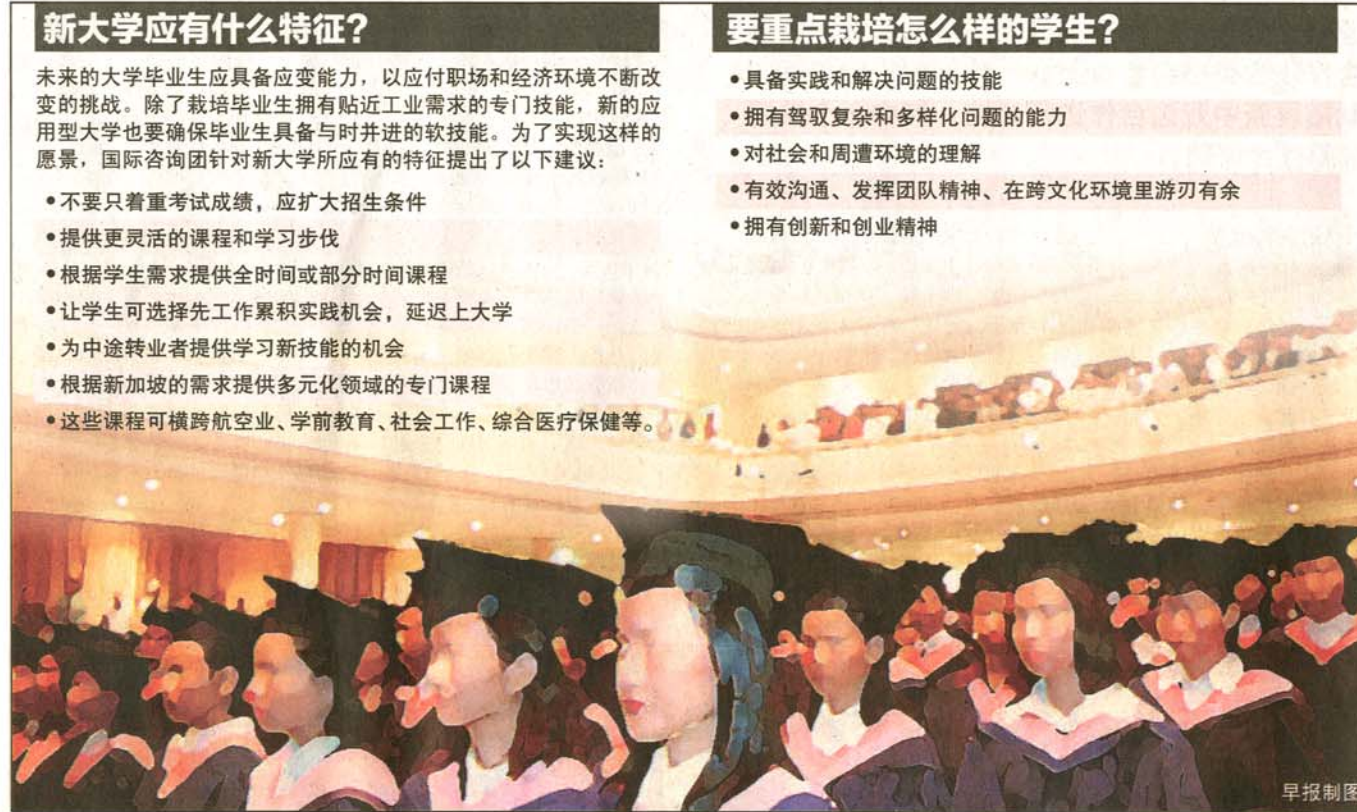 新大学应有什么特征?
未来的大学毕业生应具备应变能力，以应付职场和经济环境不断改
变的挑战。除了栽培毕业生拥有贴近工业需求的专门技能，新的应
用型大学也要确保毕业生具备与时并进的软技能。为了实现这样的
愿景，国际咨询团针对新大学所应有的特征提出了以下建议：
•不要只着重考试成绩，应扩大招生条件
•提供更灵活的课程和学习步伐
•根据学生需求提供全时间或部分时间课程
•让学生可选择先工作累积实践机会，延迟上大学
•为中途转业者提供学习新技能的机会
•根据新加坡的需求提供多元化领域的专门课程
•这些课程可横跨航空业、学前教育、社会工作、综合医疗保健等。
要重点栽培怎么样的学生?
•具备实践和解决问题的技能
•拥有驾驭复杂和多样化问题的能力
•对社会和周遭环境的理解
•有效沟通、发挥团队精神、在跨文化环境里游刃有余
•拥有创新和创业精神
早报制图